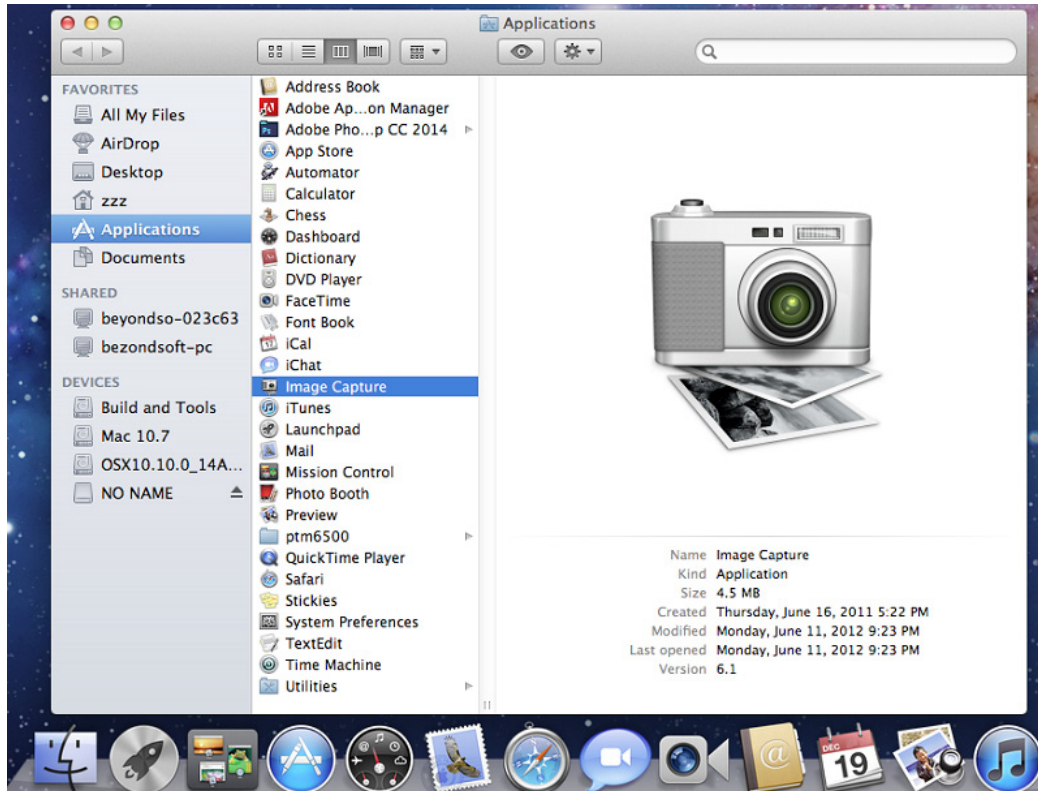 Applications
FAVORITES
All My Files
AirDrop
Desktop
zzz
Applications
Documents
SHARED
beyondso-023c63
bezondsoft-pc
DEVICES
Build and Tools
Mac 10.7
OSX10.10.0_14A...
NO NAME
Address Book
Adobe Ap...on Manager
Adobe Pho...p CC 2014
App Store
Automator
Calculator
Chess
Dashboard
Dictionary
DVD Player
FaceTime
Font Book
iCal
iChat
Image Capture
iTunes
Launchpad
Mail
Mission Control
Photo Booth
Preview
ptm6500
QuickTime Player
Safari
Stickies
System Preferences
TextEdit
Time Machine
Utilities
Name Image Capture
Kind Application
Size 4.5 MB
Created Thursday, June 16, 2011 5:22 PM
Modified Monday, June 11, 2012 9:23 PM
Last opened Monday, June 11, 2012 9:23 PM
Version 6.1
@
DEC
19